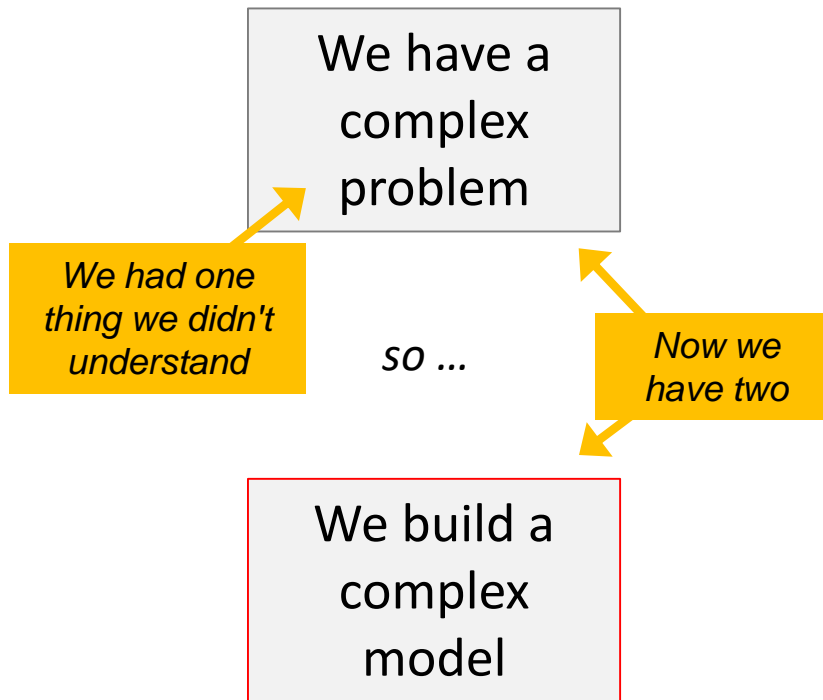 We have a
complex
problem
We had one
thing we didn't
understand
so ...
Now we
have two
We build a
complex
model